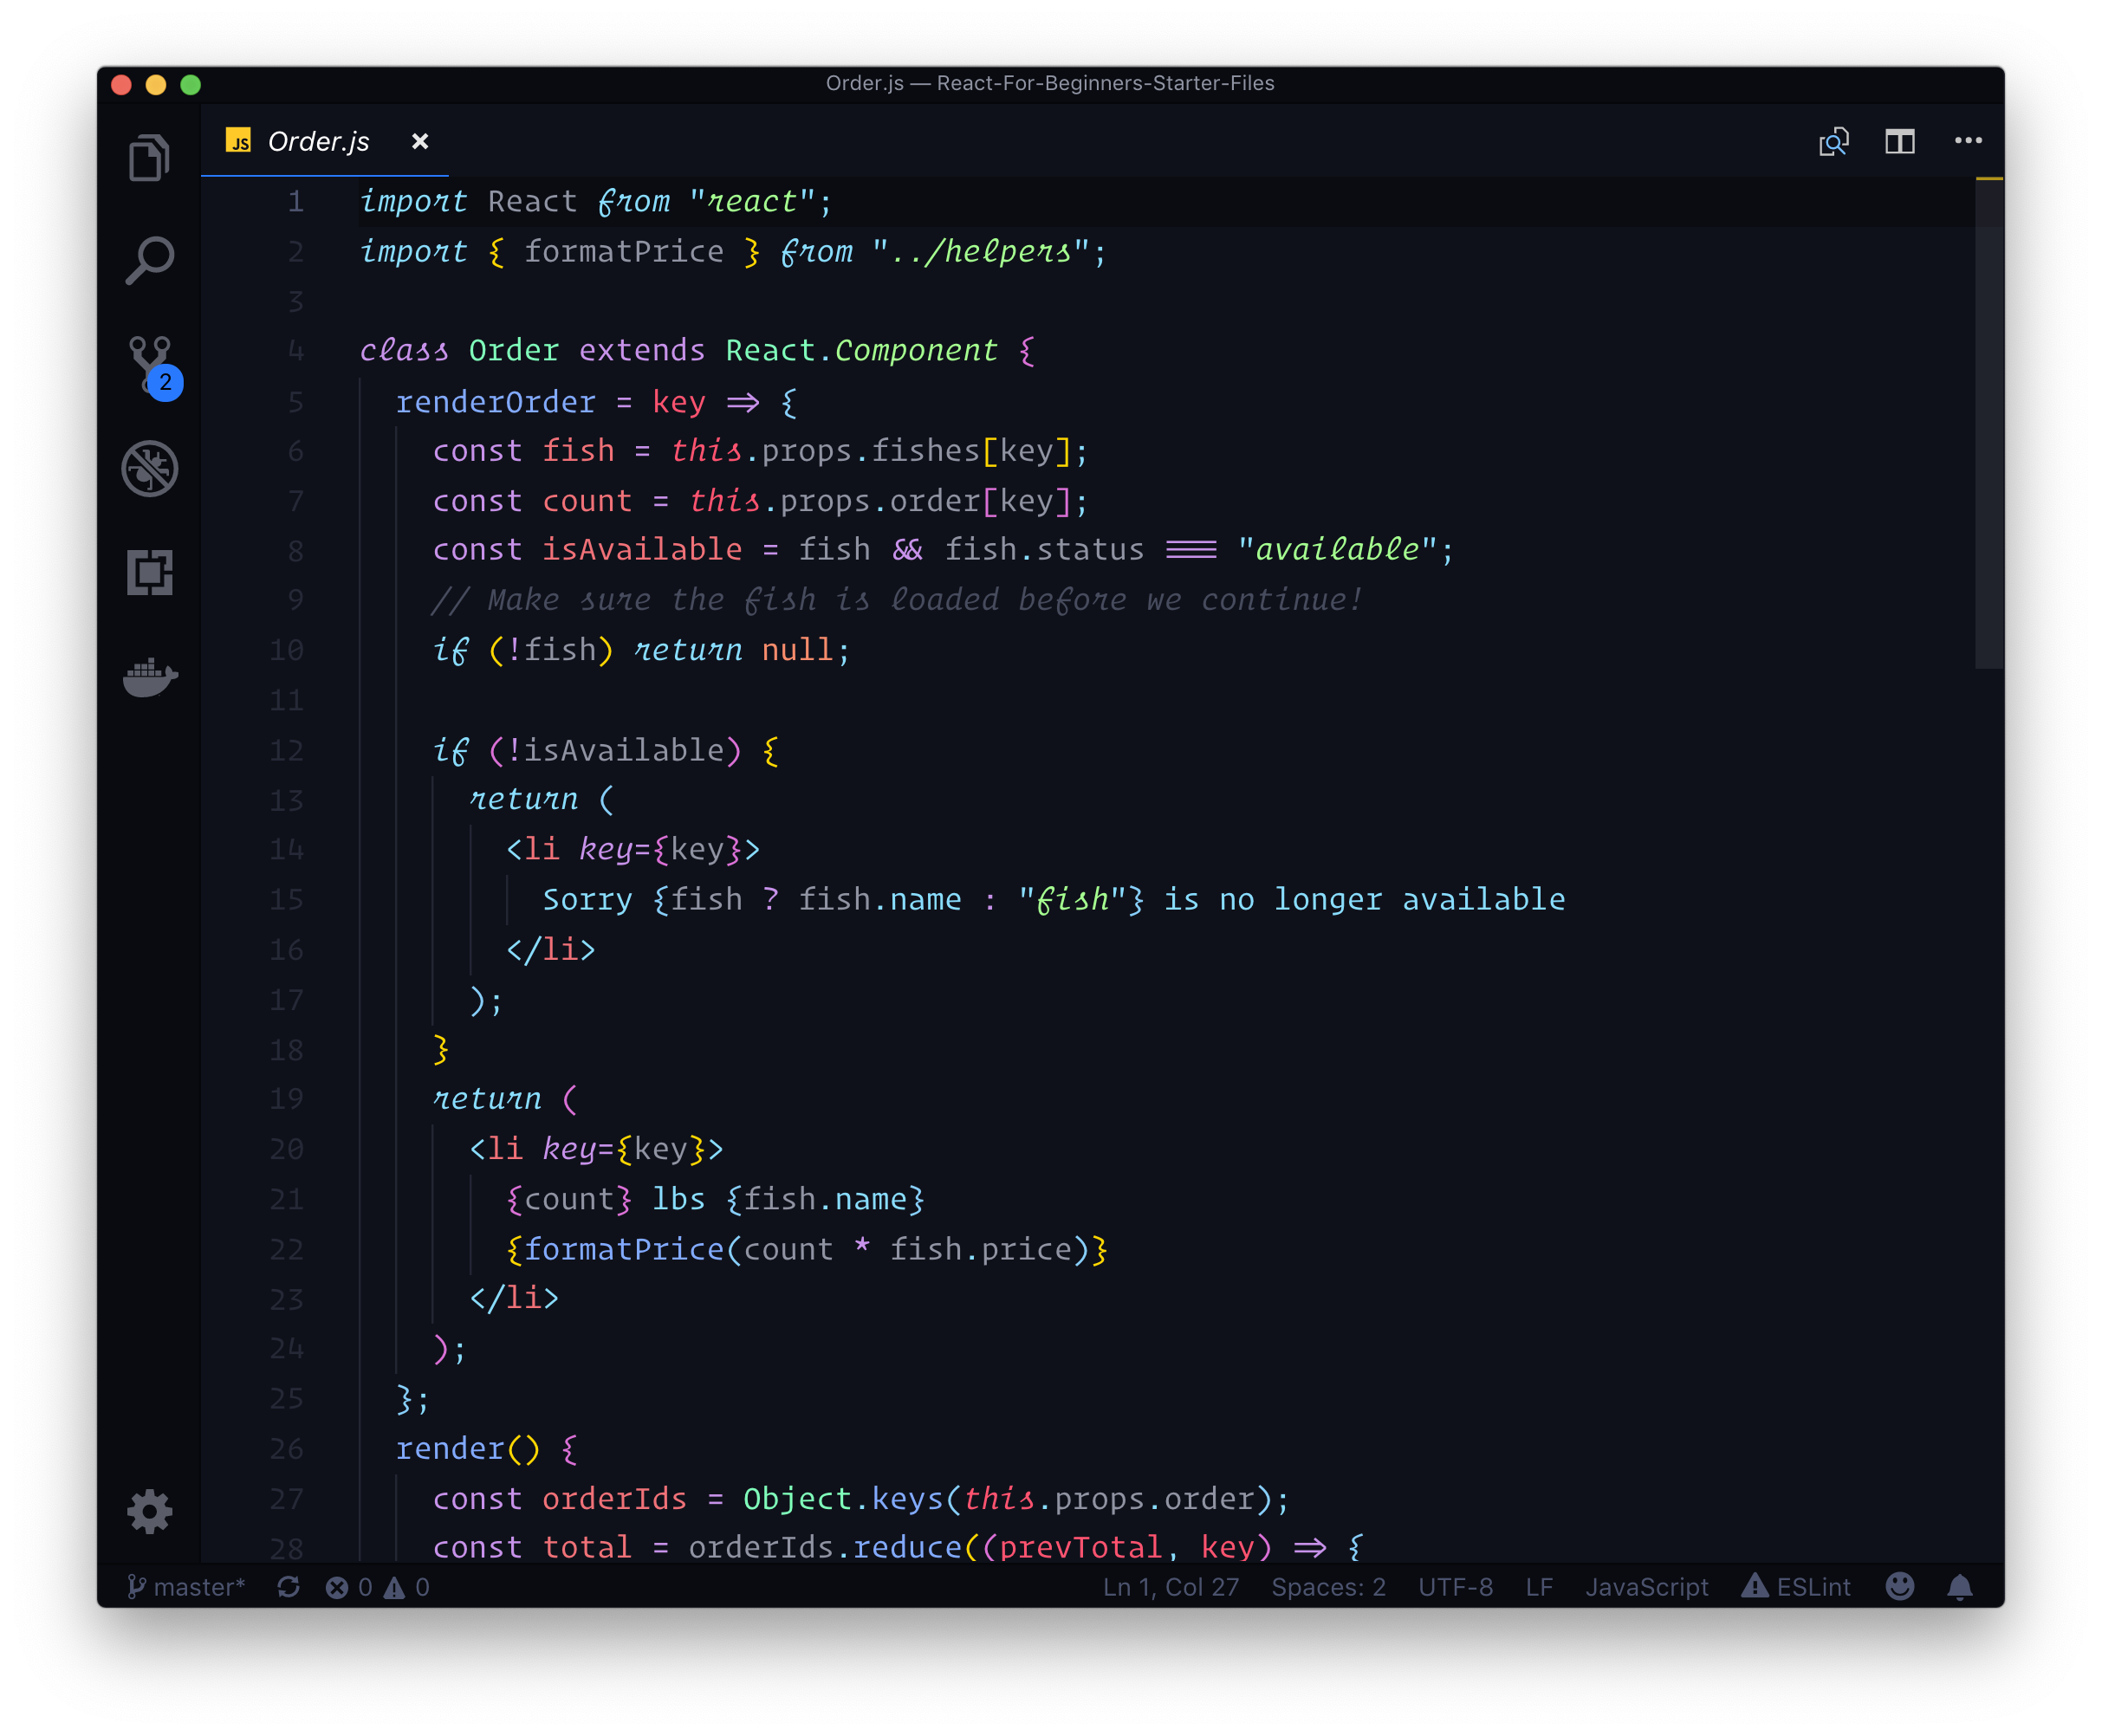 Order.js — React-For-Beginners-Starter-Files
JS Order.js ×
1 import React from "react";
2 import { formatPrice } from "../helpers";
3
4 class Order extends React.Component {
5 renderOrder = key => {
6 const fish = this.props.fishes[key];
7 const count = this.props.order[key];
8 const isAvailable = fish && fish.status === "available";
9 // Make sure the fish is loaded before we continue!
10 if (!fish) return null;
11
12 if (!isAvailable) {
13 return (
14 <li key={key}>
15 Sorry {fish ? fish.name : "fish"} is no longer available
16 </li>
17 );
18 }
19 return (
20 <li key={key}>
21 {count} lbs {fish.name}
22 {formatPrice(count * fish.price)}
23 </li>
24 );
25 };
26 render() {
27 const orderIds = Object.keys(this.props.order);
28 const total = orderIds.reduce((prevTotal, key) => {
2
master* 0 0 Ln 1, Col 27 Spaces: 2 UTF-8 LF JavaScript ESLint